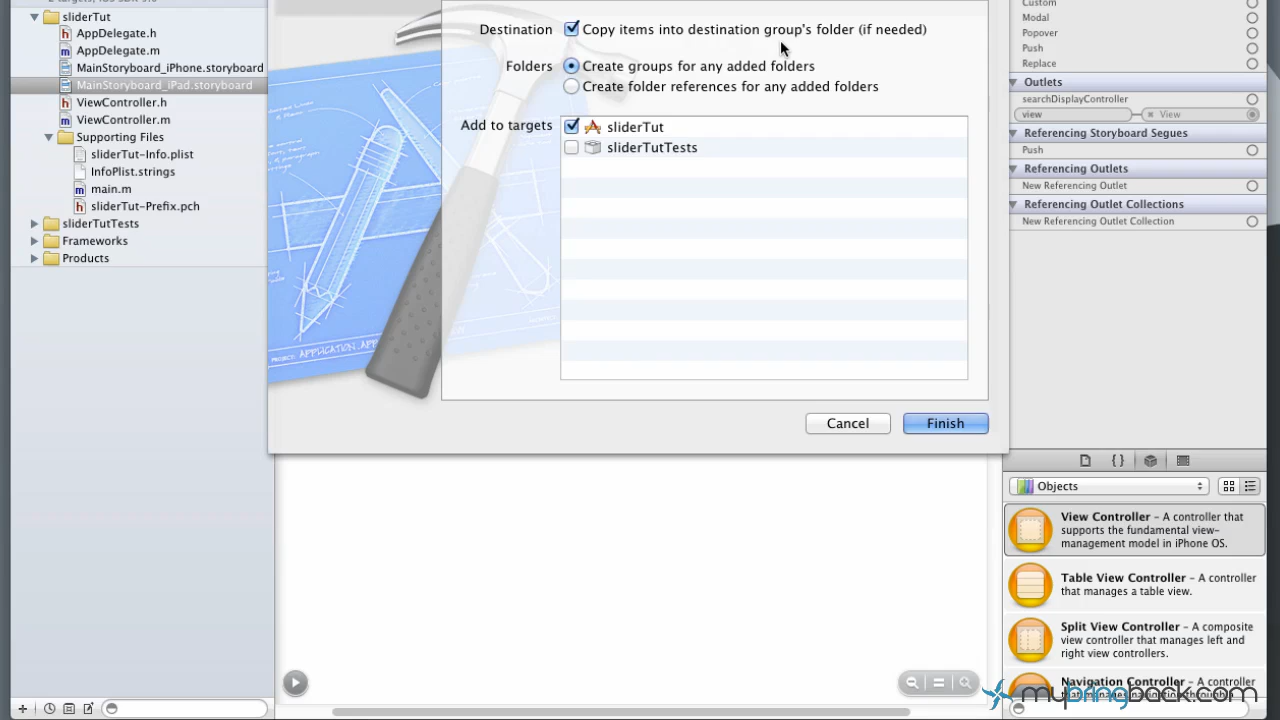 sliderTut
AppDelegate.h
AppDelegate.m
MainStoryboard_iPhone.storyboard
MainStoryboard_iPad.storyboard
ViewController.h
ViewController.m
Supporting Files
sliderTut-Info.plist
InfoPlist.strings
main.m
sliderTut-Prefix.pch
sliderTutTests
Frameworks
Products
PROJECT: APPLICATION.APP
Destination
Copy items into destination group's folder (if needed)
Folders
Create groups for any added folders
Create folder references for any added folders
Add to targets
sliderTut
sliderTutTests
Cancel
Finish
Custom
Modal
Popover
Push
Replace
Outlets
searchDisplayController
view
View
Referencing Storyboard Segues
Push
Referencing Outlets
New Referencing Outlet
Referencing Outlet Collections
New Referencing Outlet Collection
Objects
View Controller – A controller that
supports the fundamental view-
management model in iPhone OS.
Table View Controller – A controller
that manages a table view.
Split View Controller – A composite
view controller that manages left and
right view controllers.
Navigation Controller – A
mybringback.com